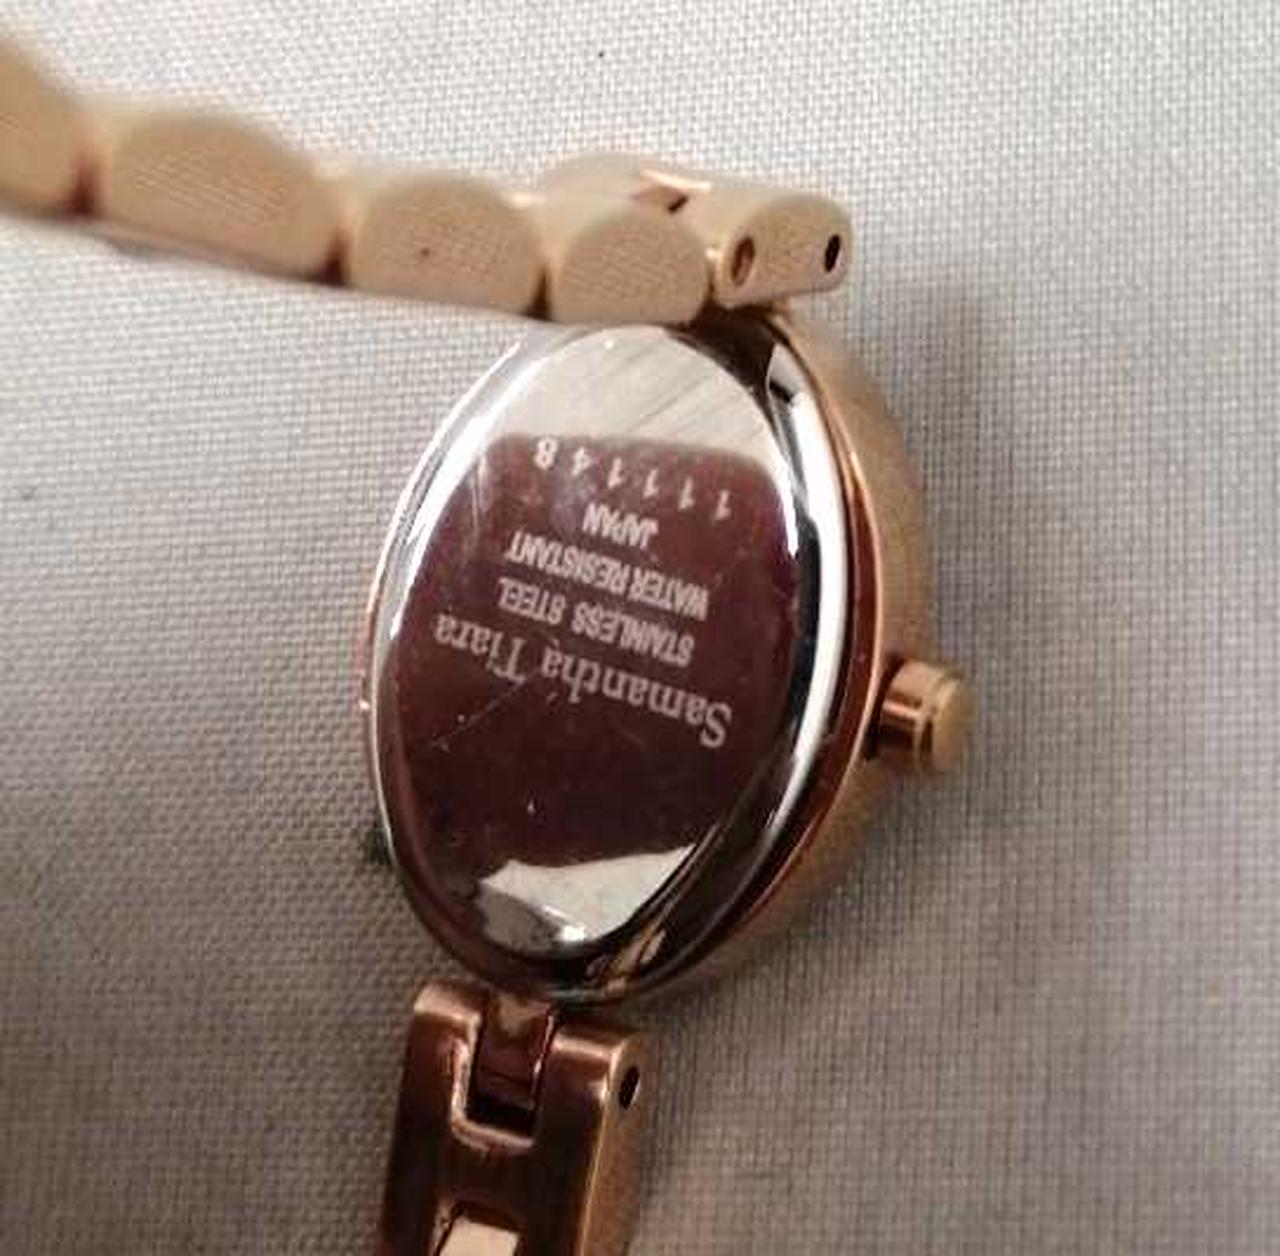 Samantha Tiara
STAINLESS STEEL
WATER RESISTANT
JAPAN
111148